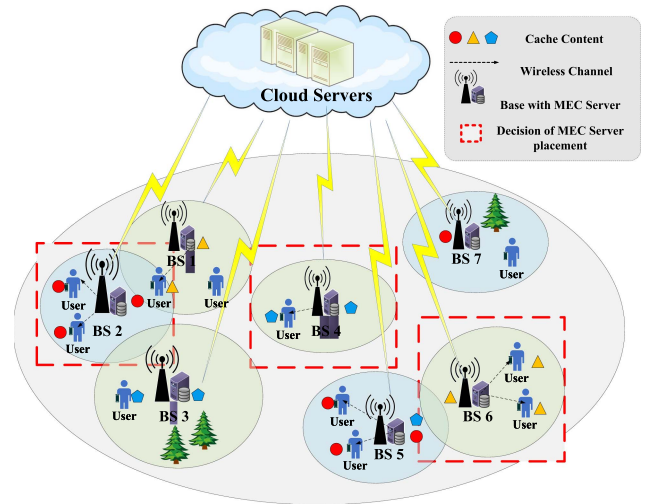 Cache Content
Wireless Channel
Base with MEC Server
Decision of MEC Server
placement
Cloud Servers
BS 1
User
User
User
BS 2
User
BS 4
User
BS 7
User
BS 3
User
User
BS 5
User
User
BS 6
User